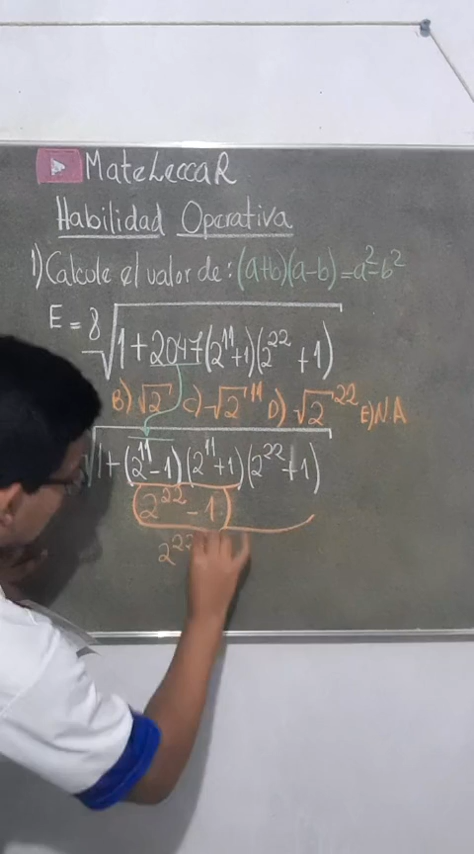 MateLeccaR
Habilidad Operativa
1) Calcule el valor de: (a+b)(a-b)=a²-b²
E = ⁸√(1+2047(2¹¹+1)(2²²+1))
B) √2 C) √2¹¹ D) √2²² E) N.A
√(1+(2¹¹-1)(2¹¹+1)(2²²+1))
(2²²-1)
2²²